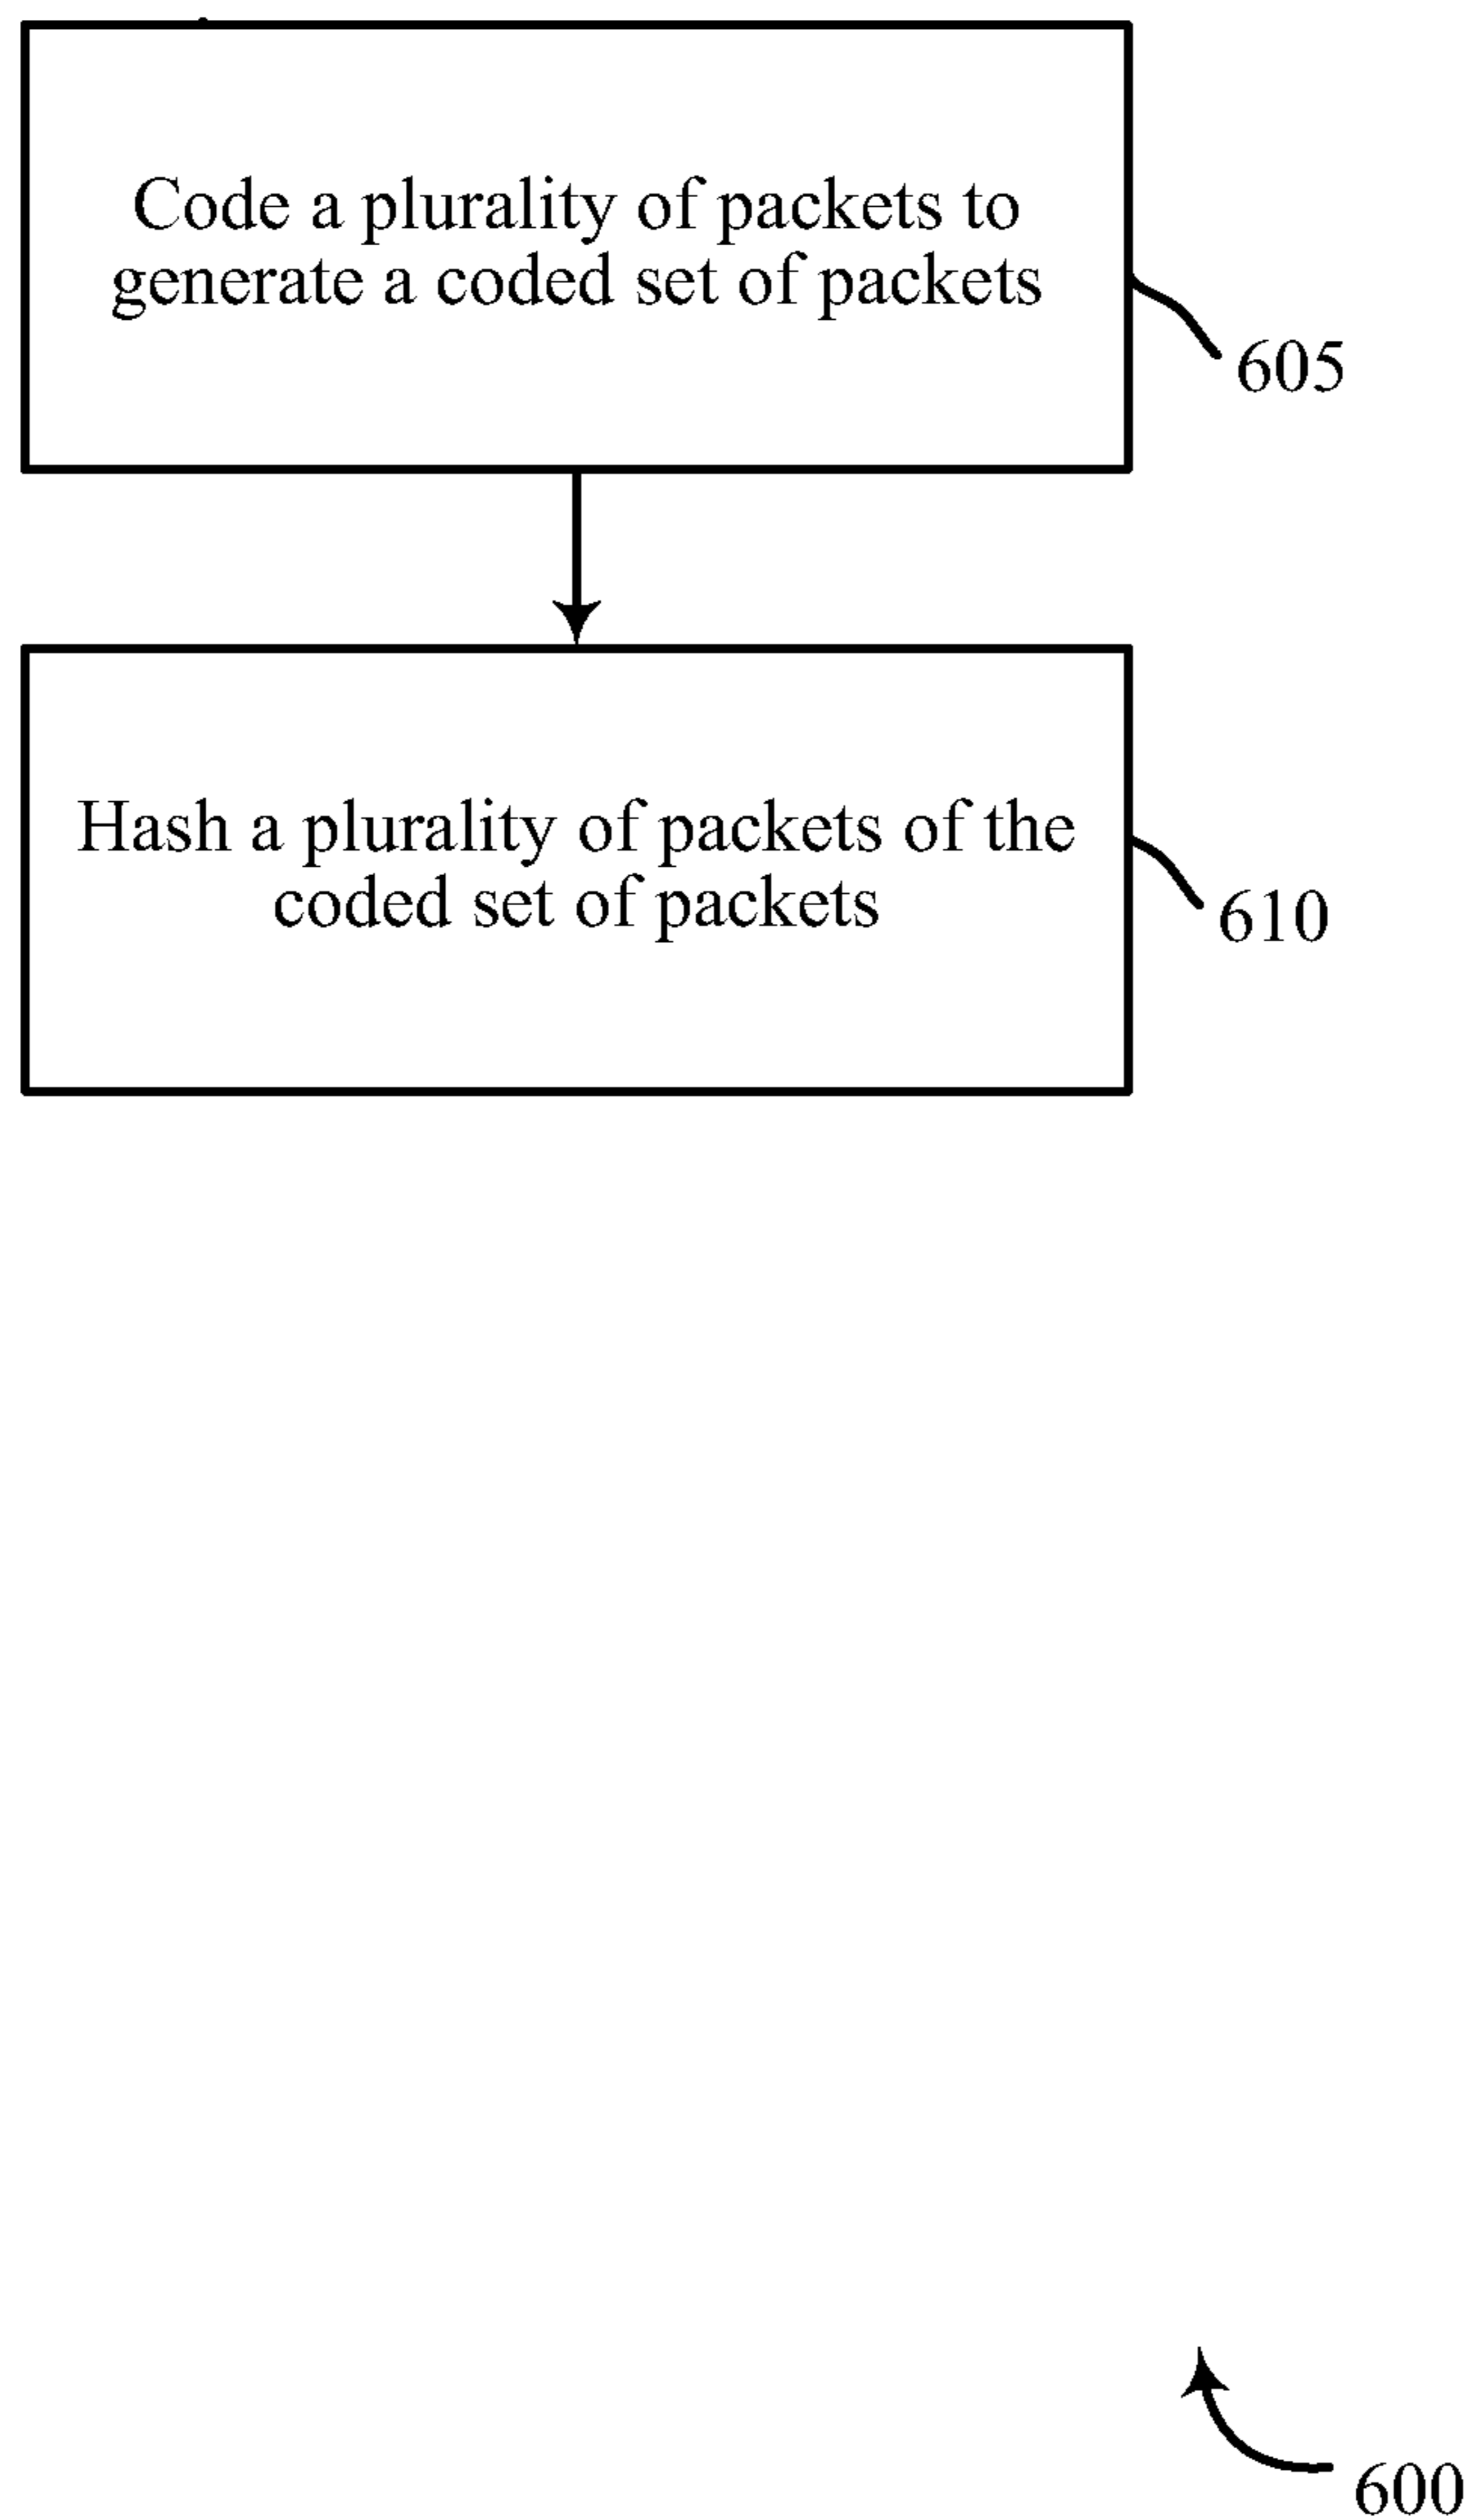 Code a plurality of packets to
generate a coded set of packets
605
Hash a plurality of packets of the
coded set of packets
610
600